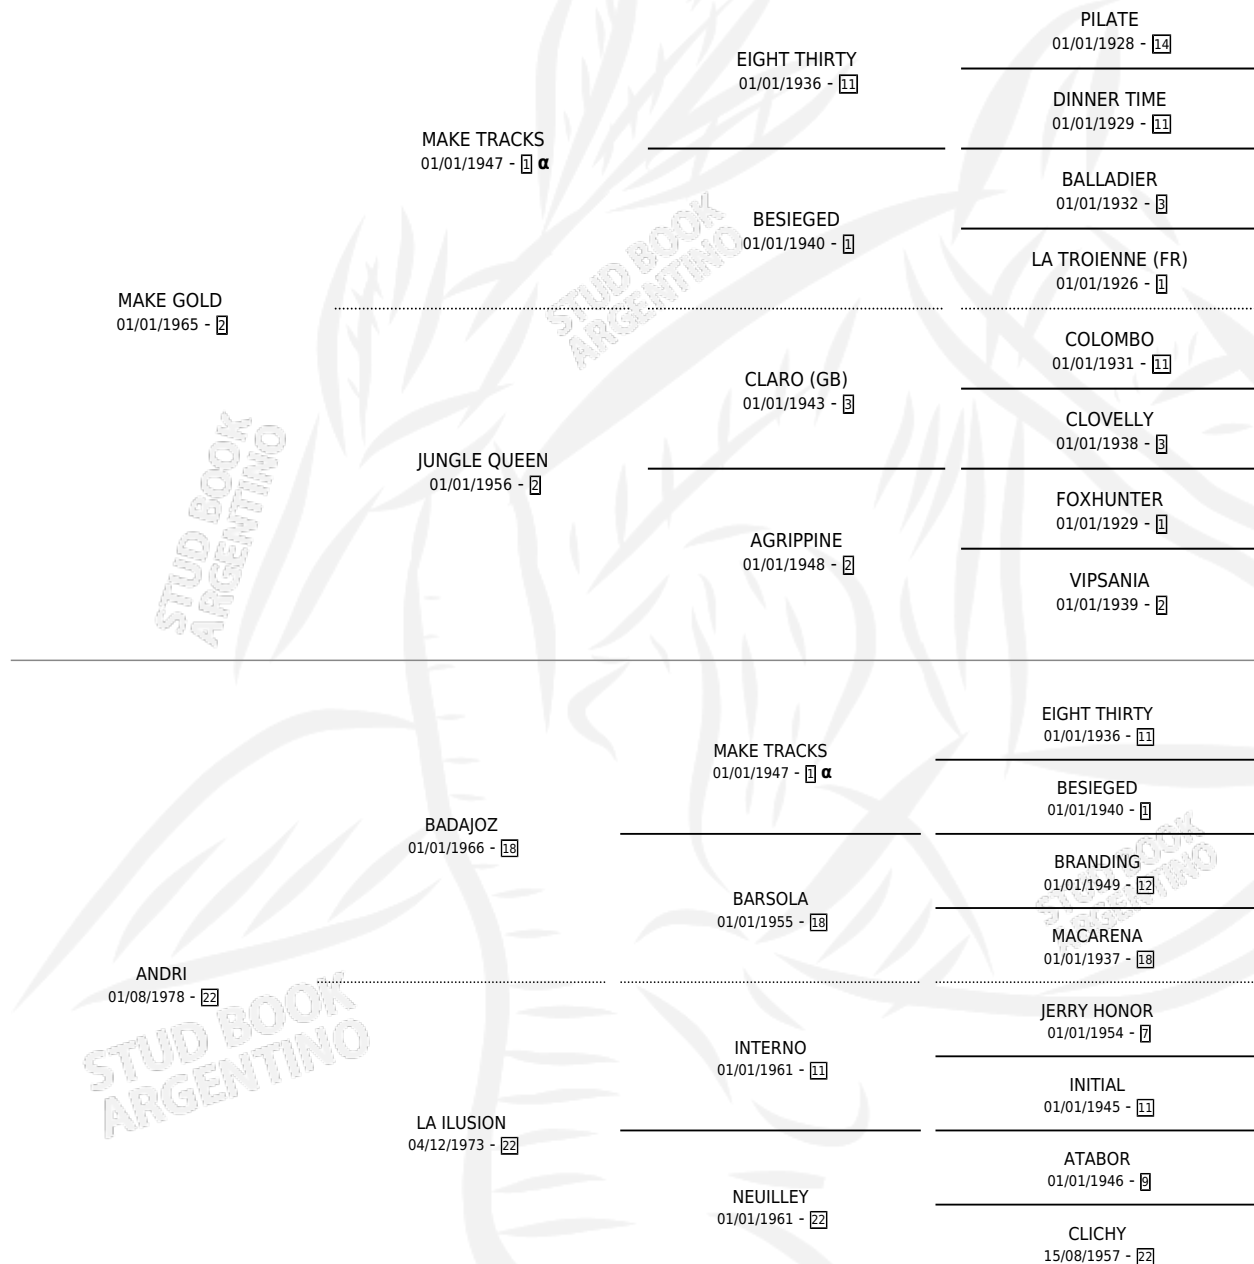 PILATE
01/01/1928 - 14
EIGHT THIRTY
01/01/1936 - 11
DINNER TIME
01/01/1929 - 11
MAKE TRACKS
01/01/1947 - 1 α
BALLADIER
01/01/1932 - 3
BESIEGED
01/01/1940 - 1
LA TROIENNE (FR)
01/01/1926 - 1
MAKE GOLD
01/01/1965 - 2
COLOMBO
01/01/1931 - 11
CLARO (GB)
01/01/1943 - 3
CLOVELLY
01/01/1938 - 3
JUNGLE QUEEN
01/01/1956 - 2
FOXHUNTER
01/01/1929 - 1
AGRIPPINE
01/01/1948 - 2
VIPSANIA
01/01/1939 - 2
STUD BOOK
ARGENTINO
STUD BOOK
ARGENTINO
EIGHT THIRTY
01/01/1936 - 11
MAKE TRACKS
01/01/1947 - 1 α
BESIEGED
01/01/1940 - 1
BADAJOZ
01/01/1966 - 18
BRANDING
01/01/1949 - 12
BARSOLA
01/01/1955 - 18
MACARENA
01/01/1937 - 18
ANDRI
01/08/1978 - 22
JERRY HONOR
01/01/1954 - 7
INTERNO
01/01/1961 - 11
INITIAL
01/01/1945 - 11
LA ILUSION
04/12/1973 - 22
ATABOR
01/01/1946 - 9
NEUILLEY
01/01/1961 - 22
CLICHY
15/08/1957 - 22
STUD BOOK
ARGENTINO
STUD BOOK
ARGENTINO